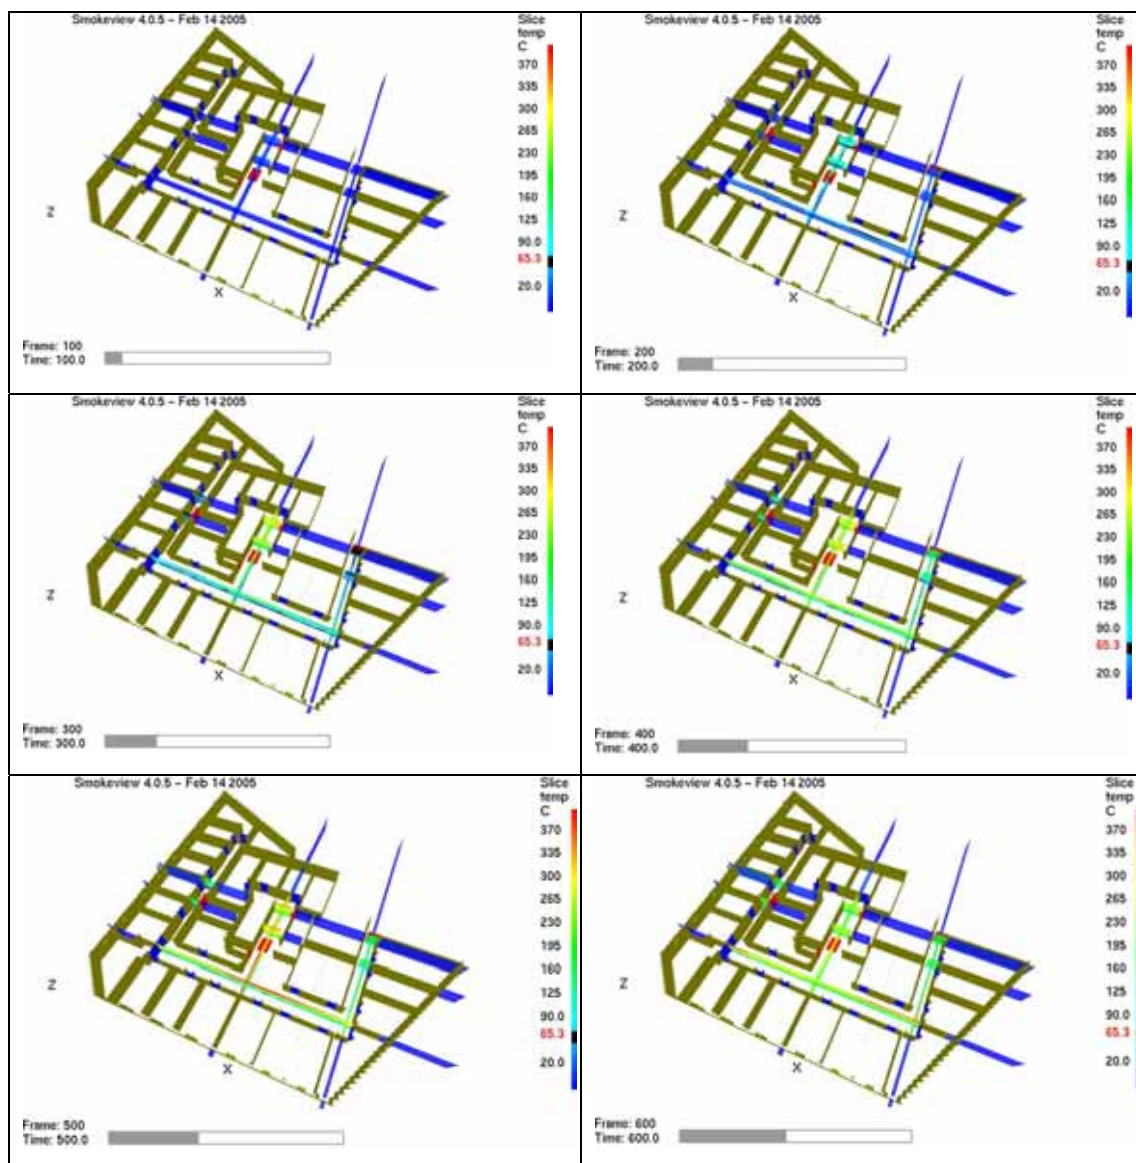 Smokeview 4.0.5 – Feb 14 2005
Slice
temp
C
370
335
300
265
230
195
160
125
90.0
65.3
20.0
Z
X
Frame: 100
Time: 100.0
Smokeview 4.0.5 – Feb 14 2005
Slice
temp
C
370
335
300
265
230
195
160
125
90.0
65.3
20.0
Z
X
Frame: 200
Time: 200.0
Smokeview 4.0.5 – Feb 14 2005
Slice
temp
C
370
335
300
265
230
195
160
125
90.0
65.3
20.0
Z
X
Frame: 300
Time: 300.0
Smokeview 4.0.5 – Feb 14 2005
Slice
temp
C
370
335
300
265
230
195
160
125
90.0
65.3
20.0
Z
X
Frame: 400
Time: 400.0
Smokeview 4.0.5 – Feb 14 2005
Slice
temp
C
370
335
300
265
230
195
160
125
90.0
65.3
20.0
Z
X
Frame: 500
Time: 500.0
Smokeview 4.0.5 – Feb 14 2005
Slice
temp
C
370
335
300
265
230
195
160
125
90.0
65.3
20.0
Z
X
Frame: 600
Time: 600.0